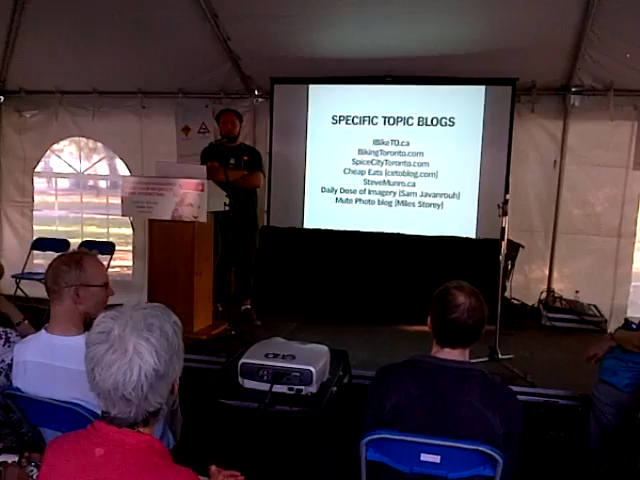 SPECIFIC TOPIC BLOGS
IBikeTO.ca
BikingToronto.com
SpiceCityToronto.com
Cheap Eats (cetoblog.com)
SteveMunro.ca
Daily Dose of Imagery (Sam Javanrouh)
Mute Photo blog (Miles Storey)